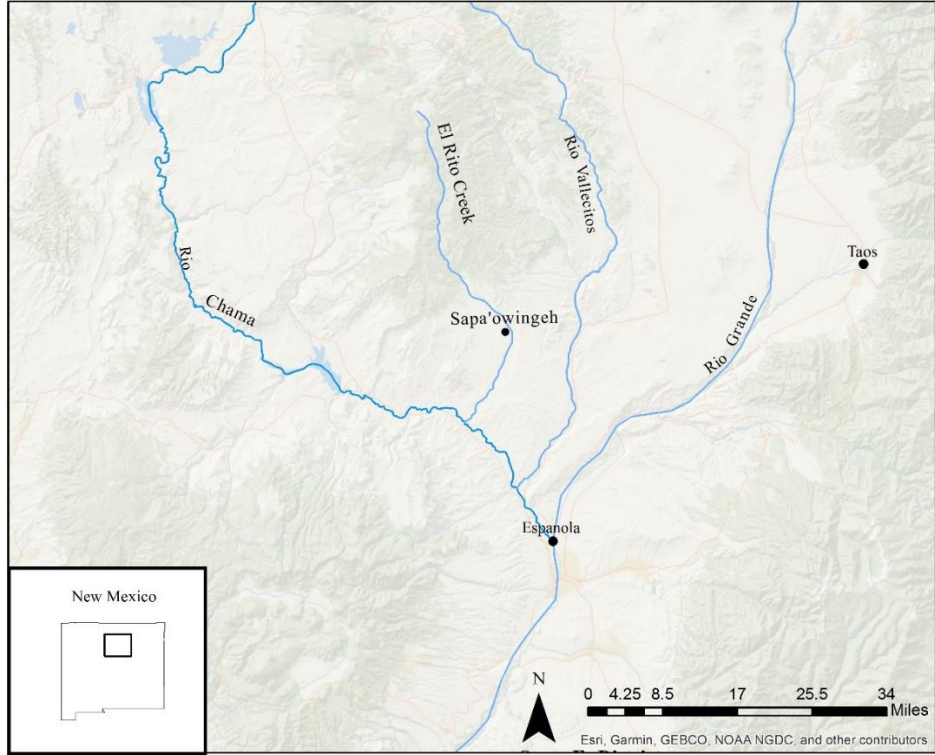 El Rito Creek
Rio Vallecitos
Rio
Chama
Taos
Sapa'owingeh
Rio Grande
Espanola
New Mexico
N
0 4.25 8.5 17 25.5 34
Miles
Esri, Garmin, GEBCO, NOAA NGDC, and other contributors